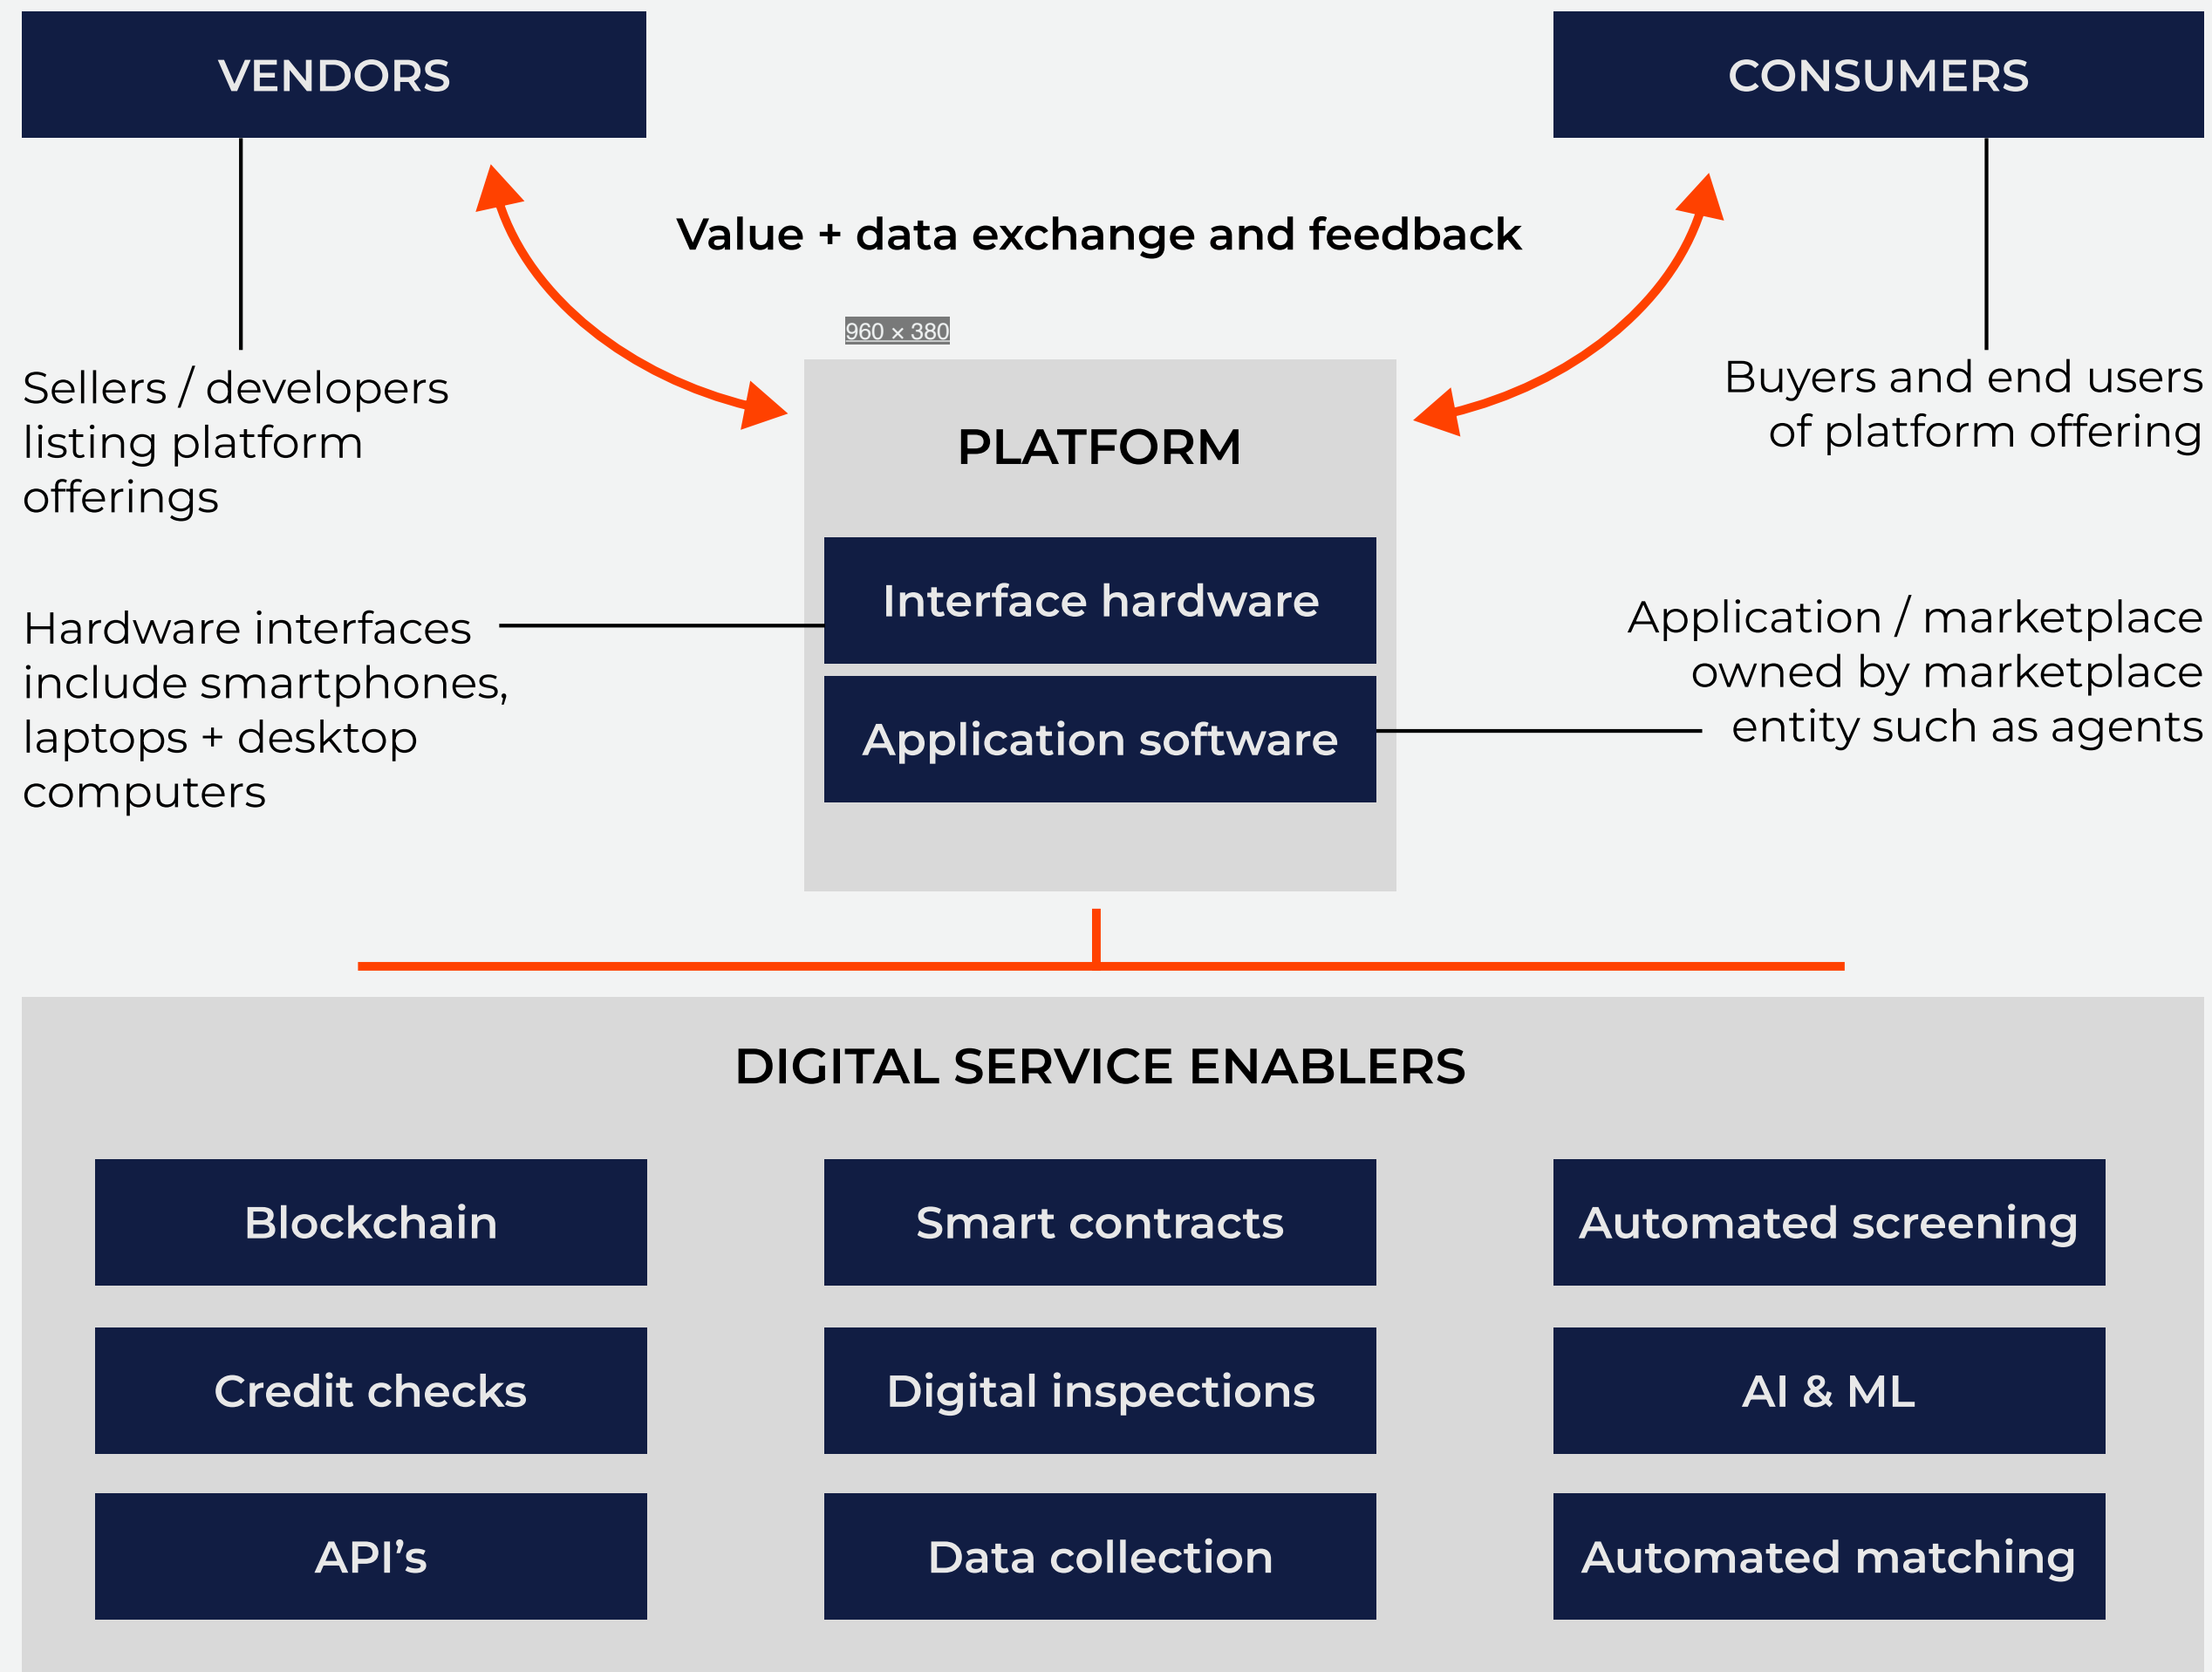 VENDORS
CONSUMERS
Value + data exchange and feedback
960 × 380
Sellers / developers
listing platform
offerings
Buyers and end users
of platform offering
PLATFORM
Interface hardware
Application software
Hardware interfaces
include smartphones,
laptops + desktop
computers
Application / marketplace
owned by marketplace
entity such as agents
DIGITAL SERVICE ENABLERS
Blockchain
Smart contracts
Automated screening
Credit checks
Digital inspections
AI & ML
API’s
Data collection
Automated matching